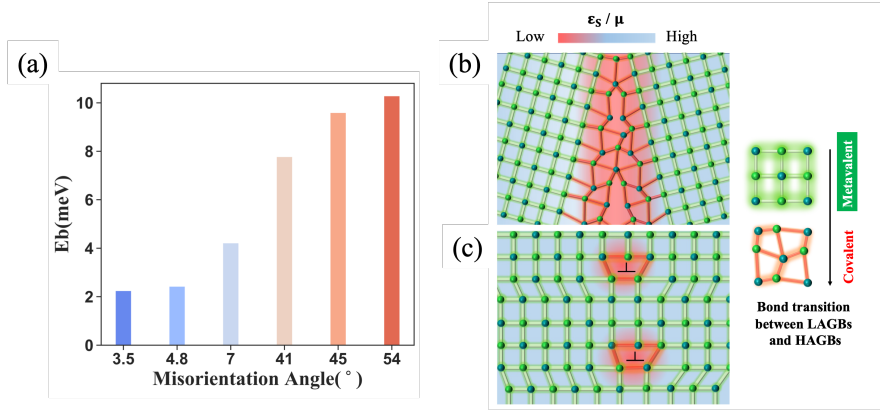 (a)
Eb(meV)
10
8
6
4
2
0
3.5 4.8 7 41 45 54
Misorientation Angle(°)
εs / μ
Low High
(b)
(c)
⊥
⊥
Metavalent
Covalent
Bond transition
between LAGBs
and HAGBs